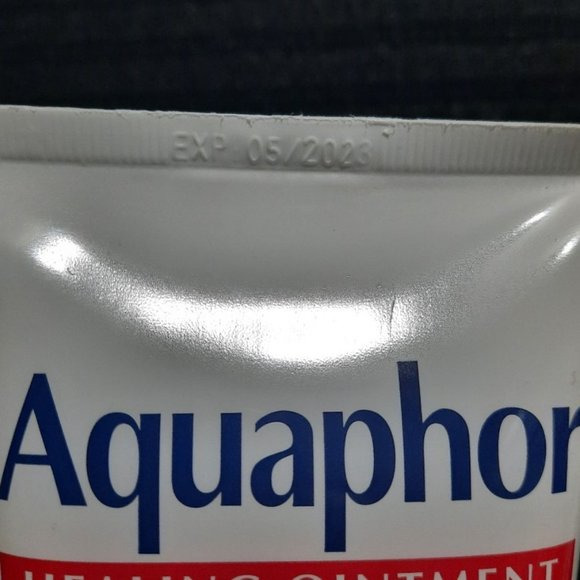 EXP 05/2023
Aquaphor
HEALING OINTMENT